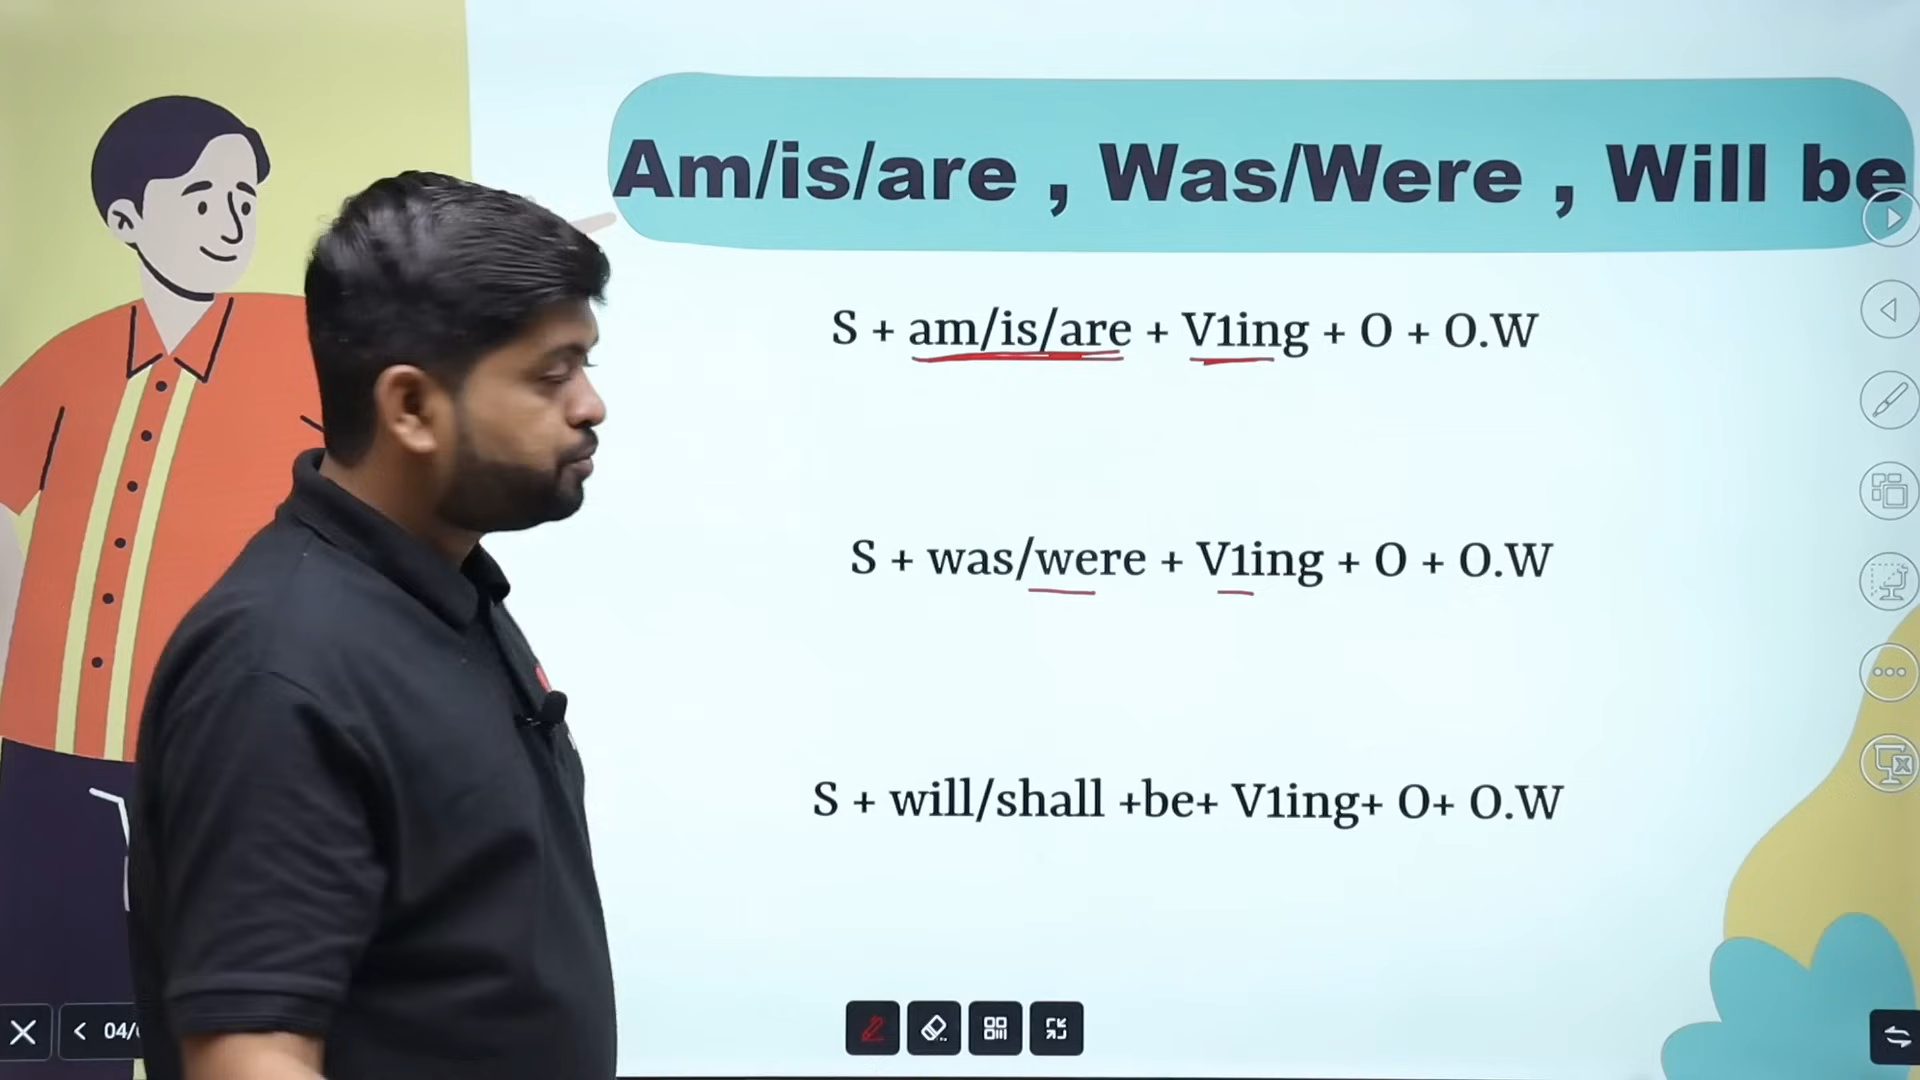 Am/is/are , Was/Were , Will be
S + am/is/are + V1ing + O + O.W
S + was/were + V1ing + O + O.W
S + will/shall +be+ V1ing+ O+ O.W
04/